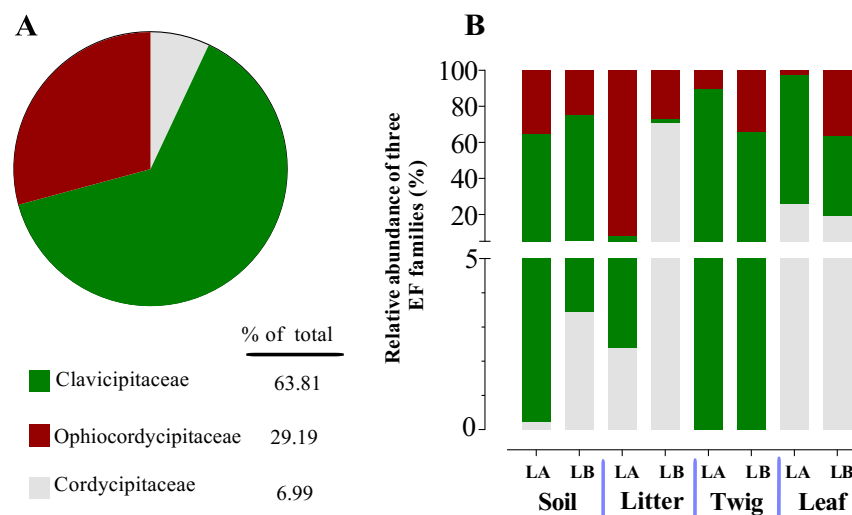 A
% of total
Clavicipitaceae 63.81
Ophiocordycipitaceae 29.19
Cordycipitaceae 6.99
B
Relative abundance of three
EF families (%)
100
80
60
40
20
5
0
LA LB LA LB LA LB LA LB
Soil Litter Twig Leaf